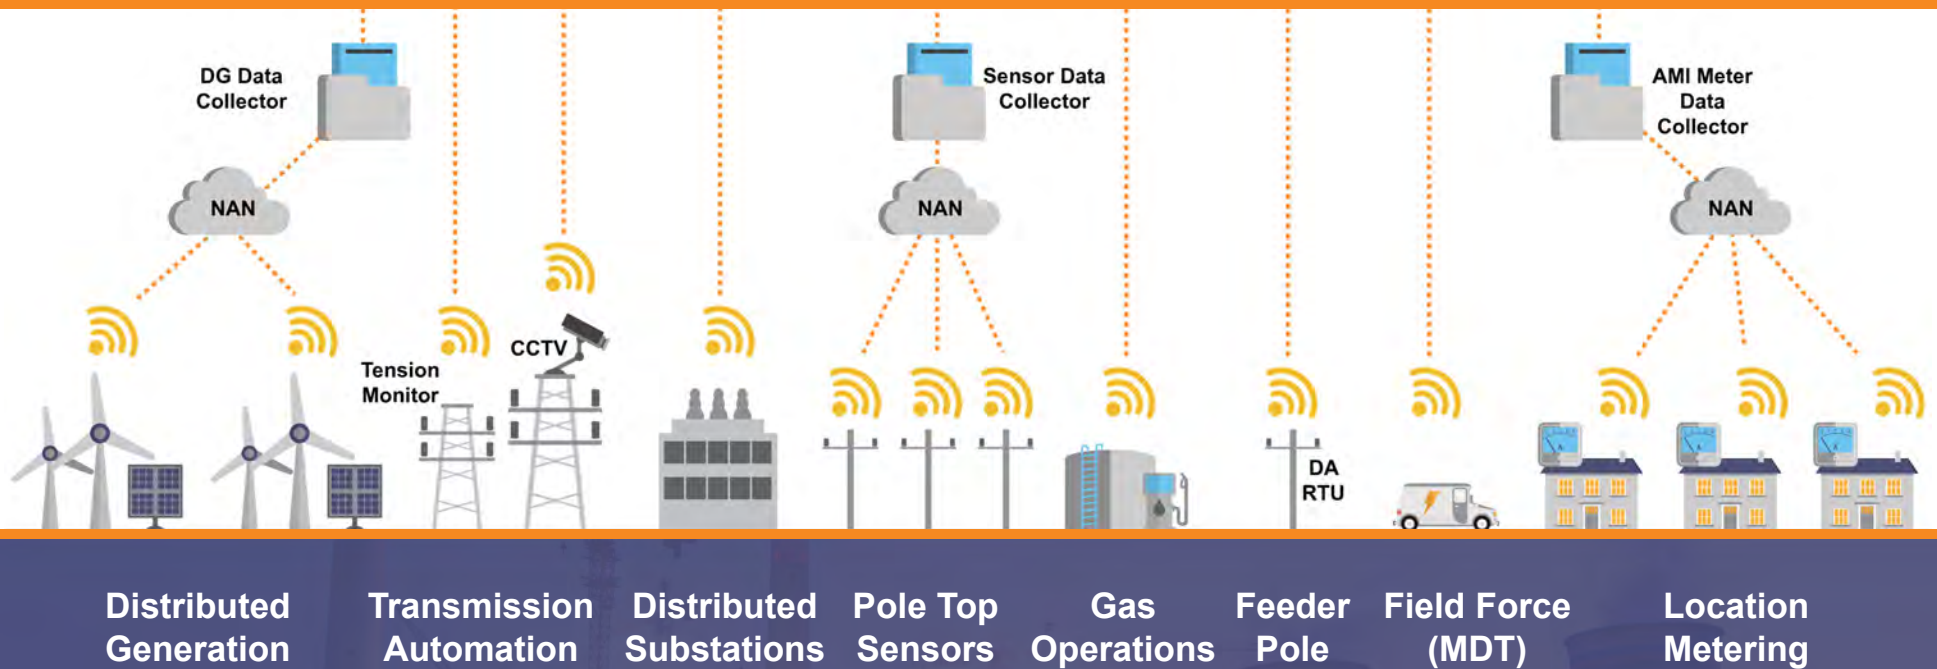 DG Data
Collector
Sensor Data
Collector
AMI Meter
Data
Collector
NAN
NAN
NAN
CCTV
Tension
Monitor
DA
RTU
Distributed
Generation
Transmission
Automation
Distributed
Substations
Pole Top
Sensors
Gas
Operations
Feeder
Pole
Field Force
(MDT)
Location
Metering